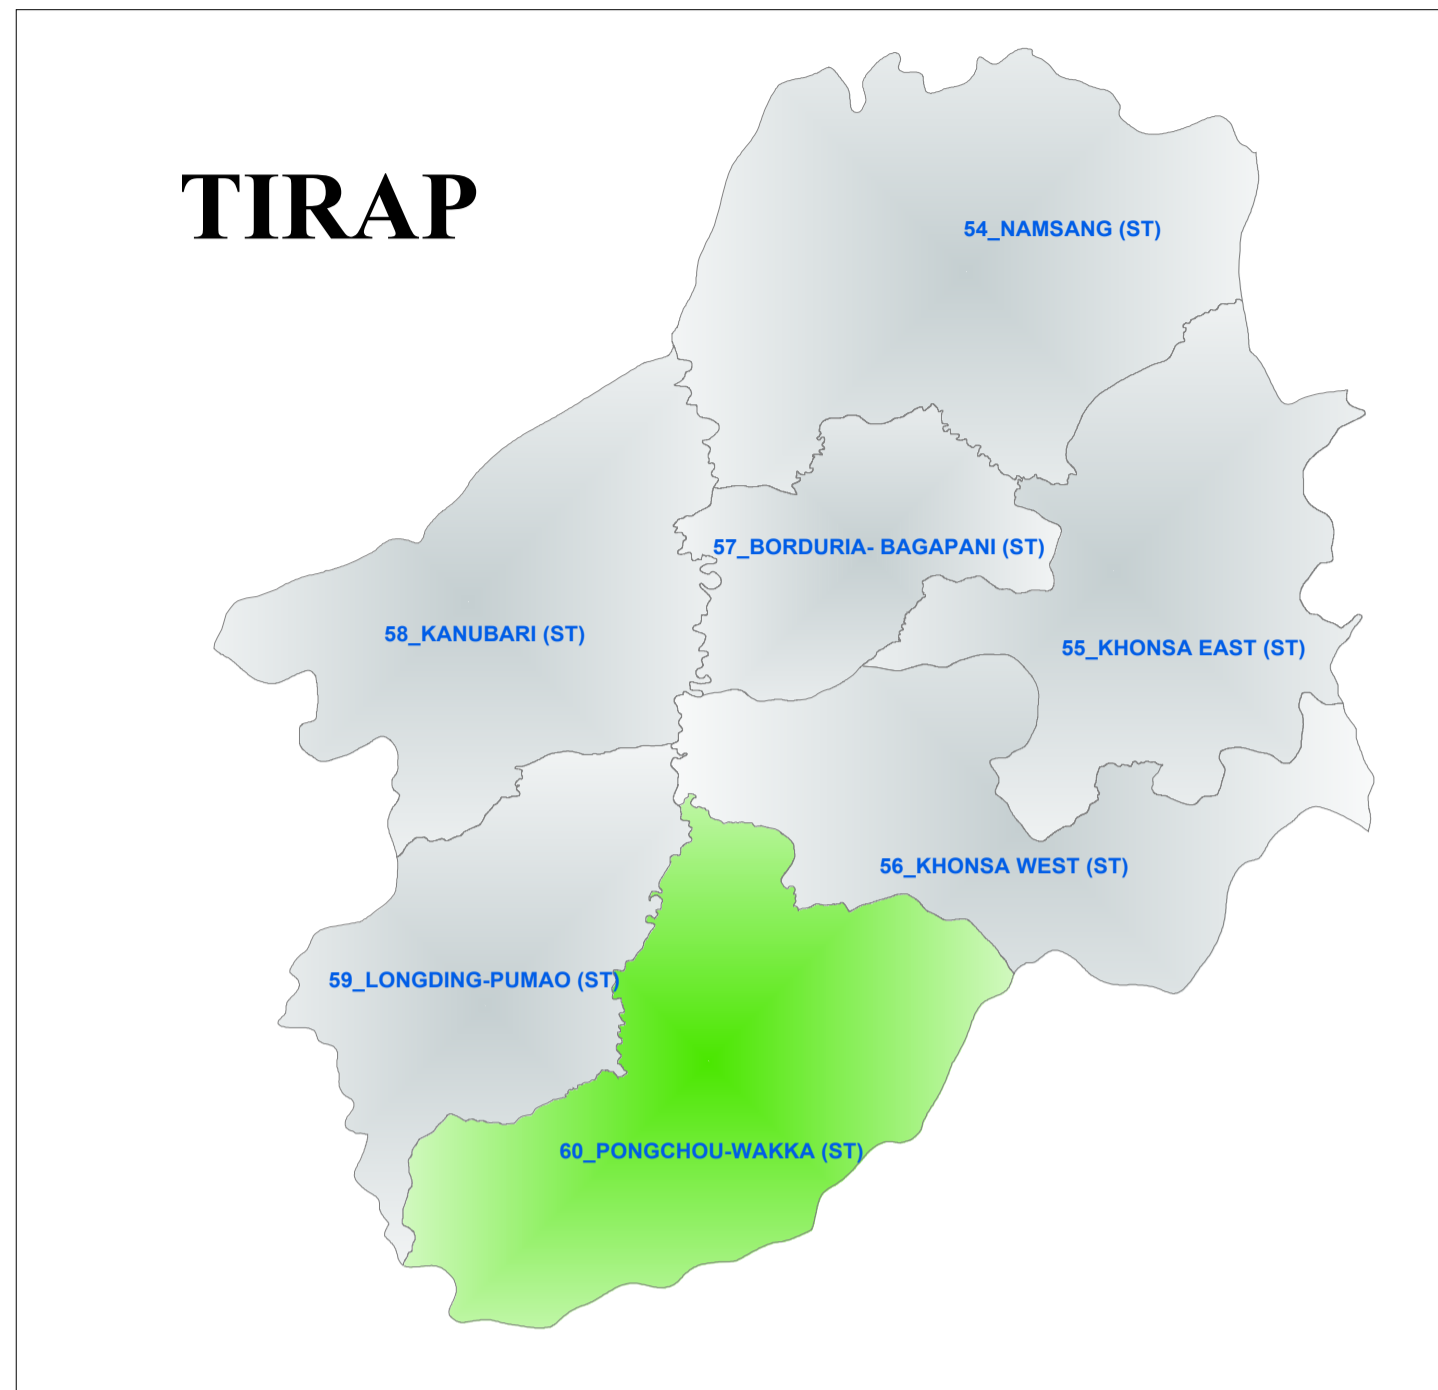 TIRAP
54_NAMSANG (ST)
57_BORDURIA- BAGAPANI (ST)
58_KANUBARI (ST)
55_KHONSA EAST (ST)
56_KHONSA WEST (ST)
59_LONGDING-PUMAO (ST)
60_PONGCHOU-WAKKA (ST)